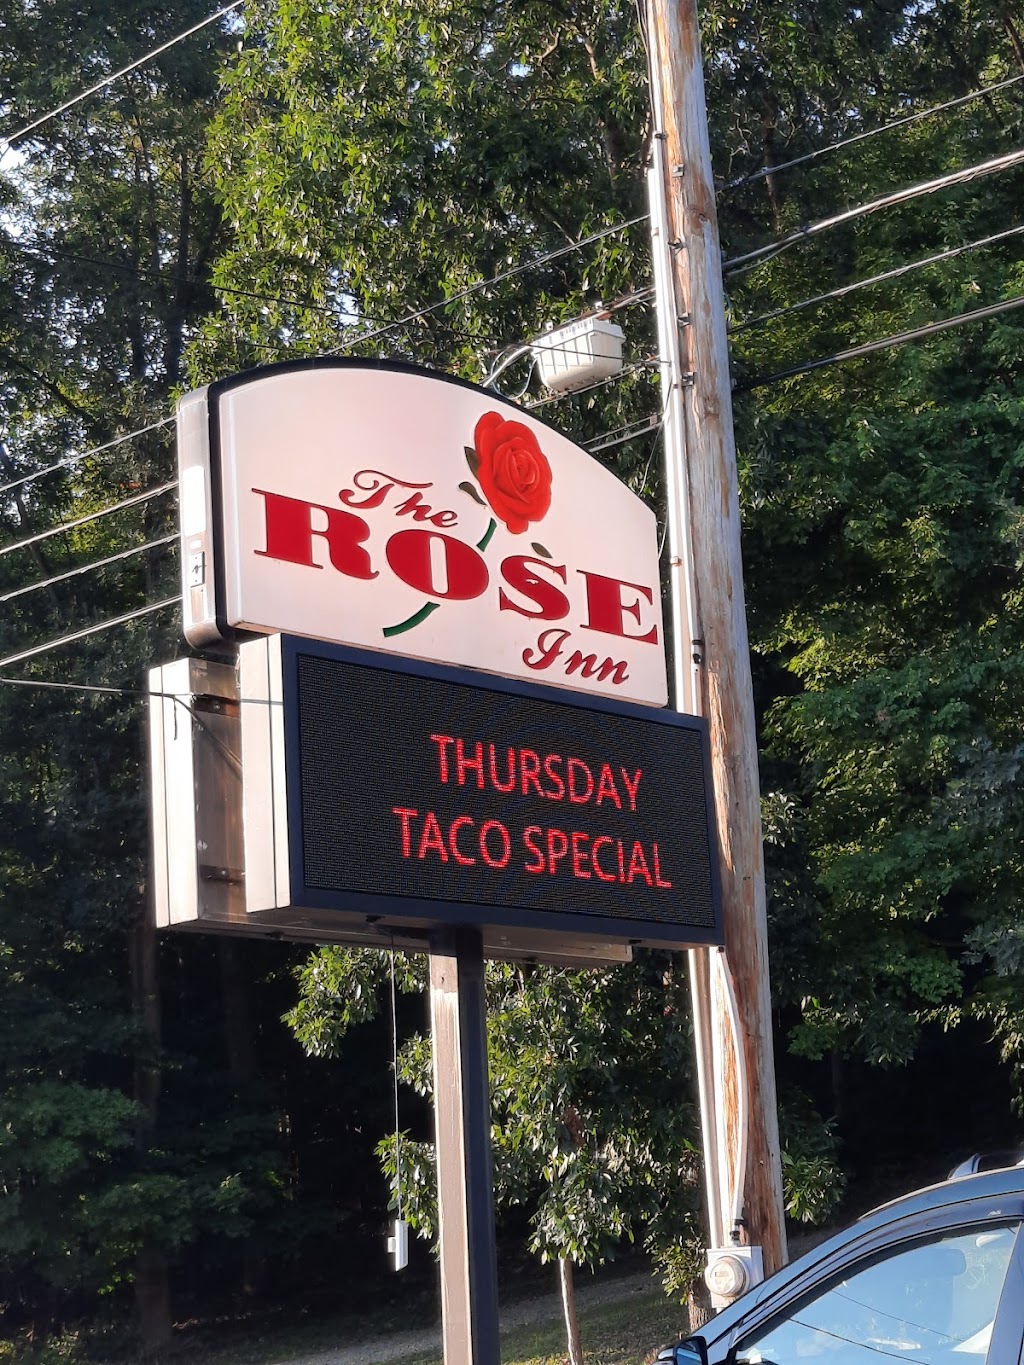 The
ROSE
Inn
THURSDAY
TACO SPECIAL